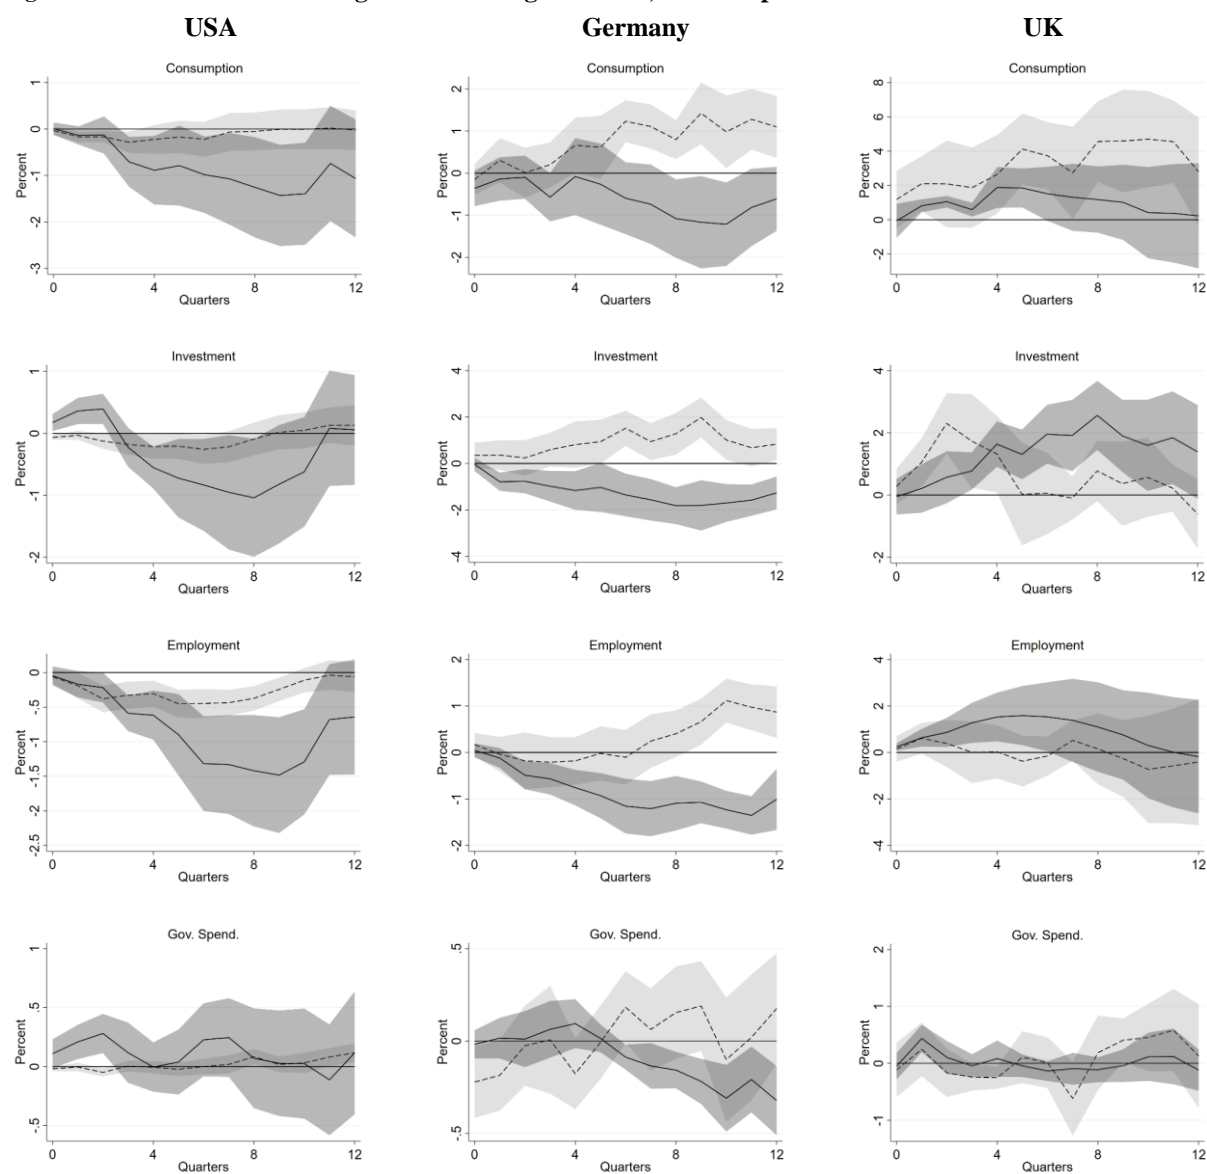 USA Germany UK
Consumption Consumption Consumption
1 0 -1 -2 -3 Percent
2 1 0 -1 -2 Percent
8 6 4 2 0 -2 Percent
0 4 8 12 0 4 8 12 0 4 8 12
Quarters Quarters Quarters
Investment Investment Investment
1 0 -1 -2 Percent
4 2 0 -2 -4 Percent
4 2 0 -2 Percent
0 4 8 12 0 4 8 12 0 4 8 12
Quarters Quarters Quarters
Employment Employment Employment
0 -.5 -1 -1.5 -2 -2.5 Percent
2 1 0 -1 -2 Percent
4 2 0 -2 -4 Percent
0 4 8 12 0 4 8 12 0 4 8 12
Quarters Quarters Quarters
Gov. Spend. Gov. Spend. Gov. Spend.
1 .5 0 -.5 Percent
.5 0 -.5 Percent
2 1 0 -1 Percent
0 4 8 12 0 4 8 12 0 4 8 12
Quarters Quarters Quarters